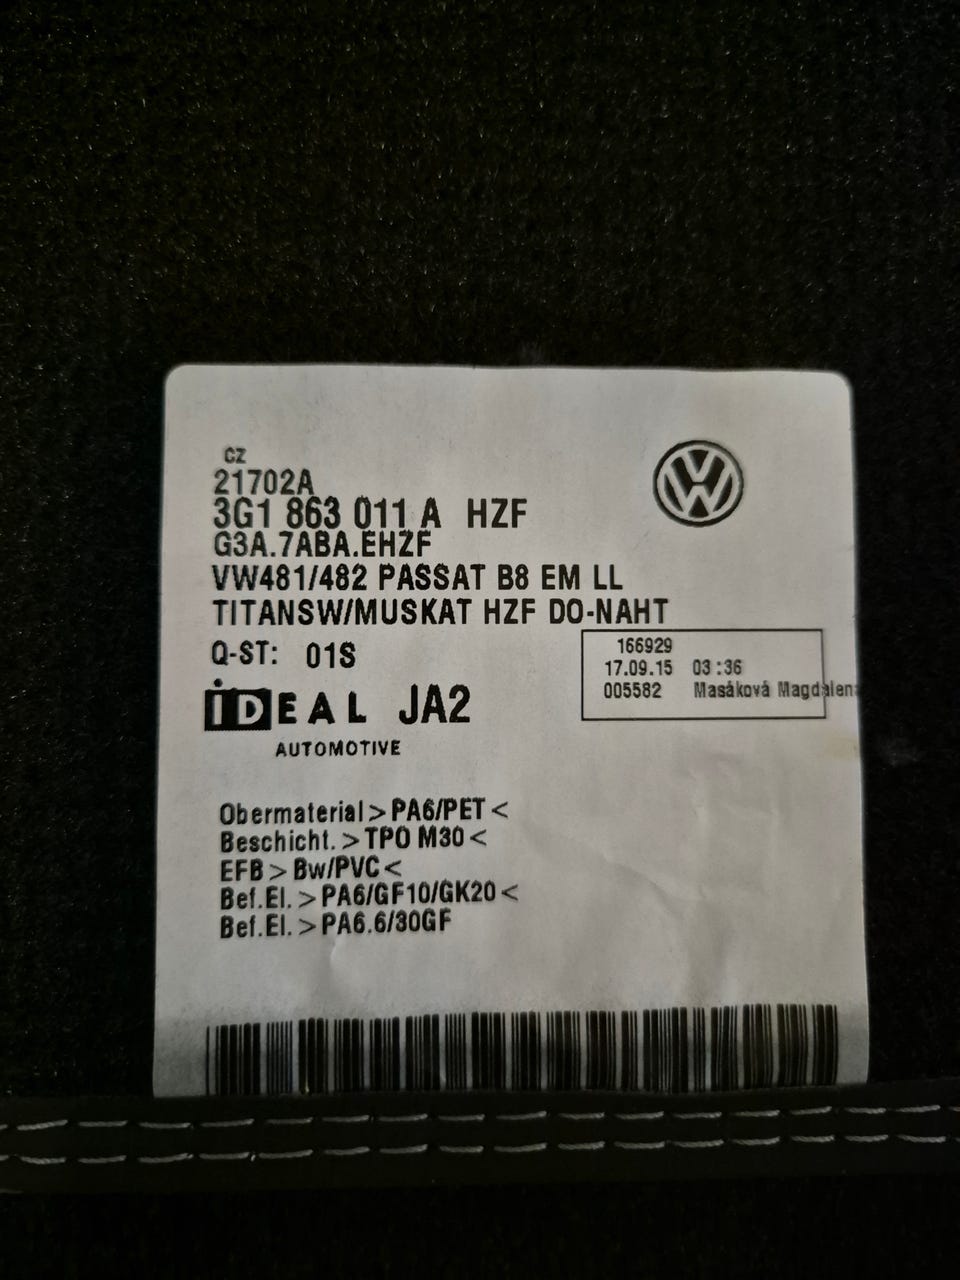 CZ
21702A
3G1 863 011 A HZF
G3A.7ABA.EHZF
VW481/482 PASSAT B8 EM LL
TITANSW/MUSKAT HZF DO-NAHT
Q-ST: 01S
166929
17.09.15 03:36
005582 Masáková Magdalena
iDEAL JA2
AUTOMOTIVE
Obermaterial>PA6/PET<
Beschicht.>TPO M30<
EFB>Bw/PVC<
Bef.El.>PA6/GF10/GK20<
Bef.El.>PA6.6/30GF